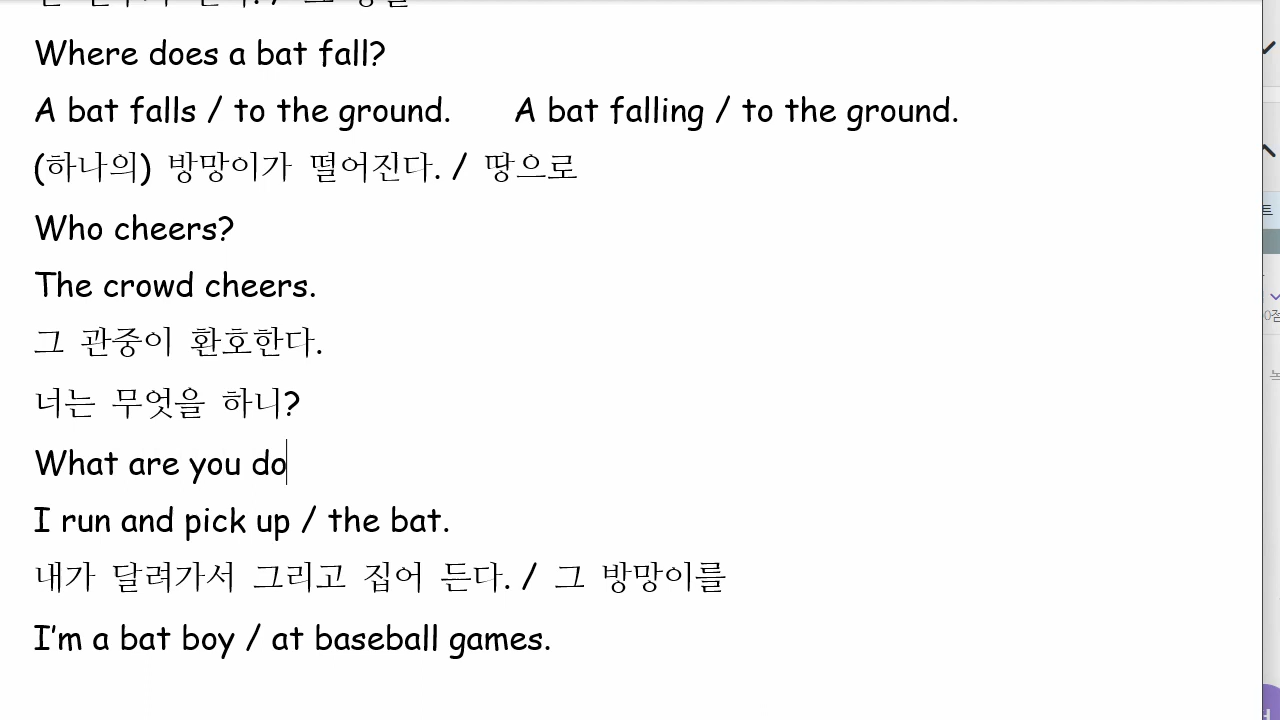 Where does a bat fall?
A bat falls / to the ground. A bat falling / to the ground.
(하나의) 방망이가 떨어진다. / 땅으로
Who cheers?
The crowd cheers.
그 관중이 환호한다.
너는 무엇을 하니?
What are you do
I run and pick up / the bat.
내가 달려가서 그리고 집어 든다. / 그 방망이를
I'm a bat boy / at baseball games.